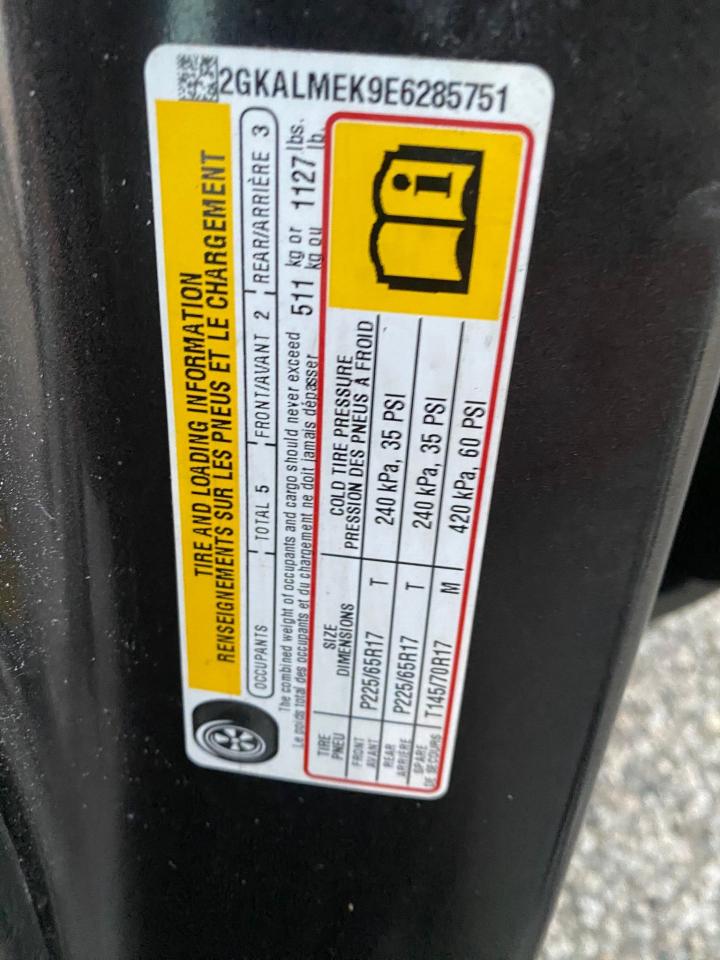 2GKALMEK9E6285751
TIRE AND LOADING INFORMATION
RENSEIGNEMENTS SUR LES PNEUS ET LE CHARGEMENT
OCCUPANTS TOTAL 5 FRONT/AVANT 2 REAR/ARRIÈRE 3
The combined weight of occupants and cargo should never exceed 511 kg or 1127 lbs.
Le poids total des occupants et du chargement ne doit jamais dépasser kg ou lb.
TIRE SIZE COLD TIRE PRESSURE
PNEU DIMENSIONS PRESSION DES PNEUS À FROID
FRONT
AVANT P225/65R17 T 240 kPa, 35 PSI
REAR
ARRIÈRE P225/65R17 T 240 kPa, 35 PSI
SPARE
DE SECOURS T145/70R17 M 420 kPa, 60 PSI